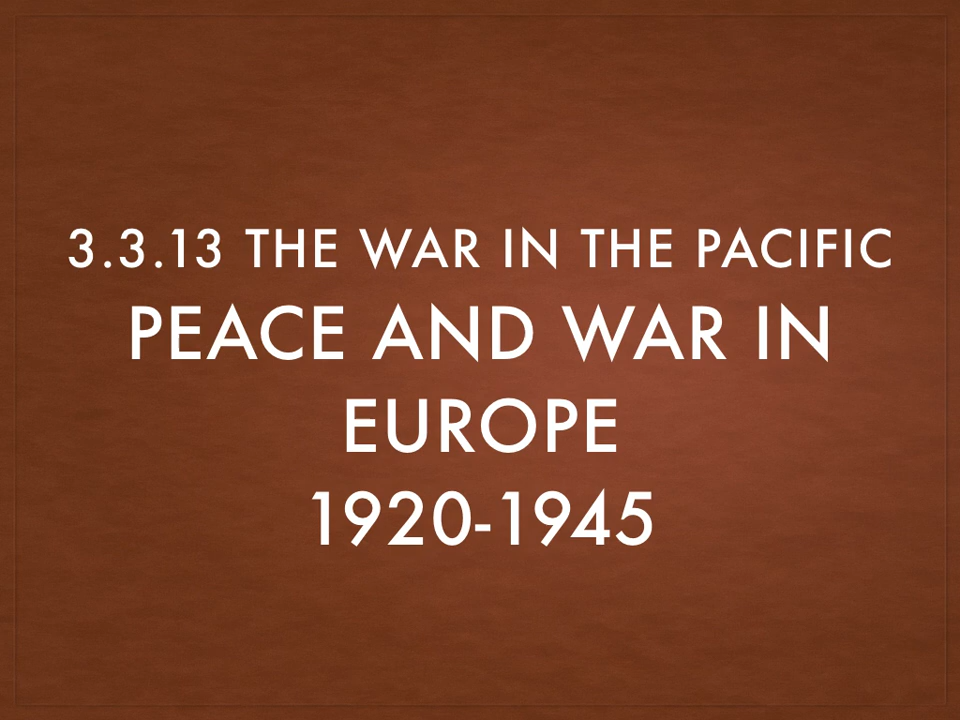 3.3.13 THE WAR IN THE PACIFIC
PEACE AND WAR IN
EUROPE
1920-1945